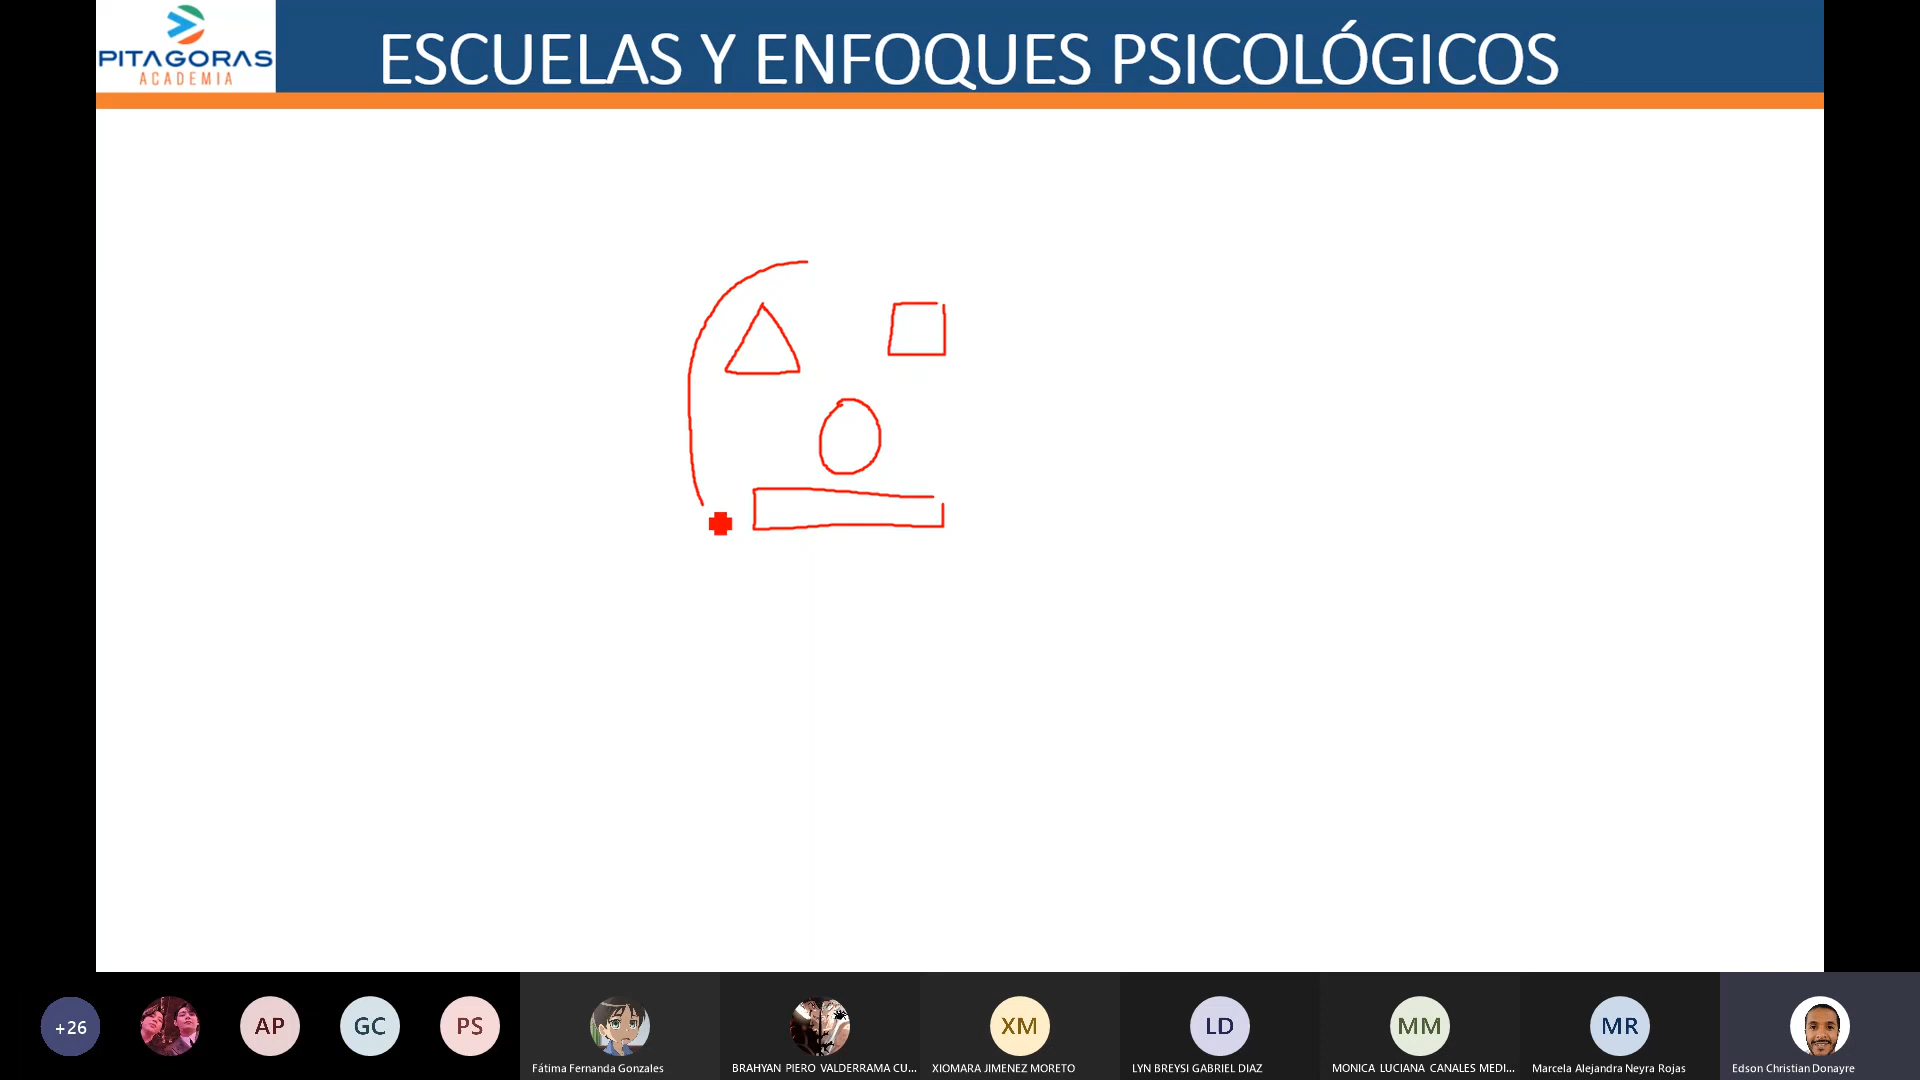 PITAGORAS
ACADEMIA
ESCUELAS Y ENFOQUES PSICOLÓGICOS
+26
AP
GC
PS
XM
LD
MM
MR
Fátima Fernanda Gonzales
BRAHYAN PIERO VALDERRAMA CU...
XIOMARA JIMENEZ MORETO
LYN BREYSI GABRIEL DIAZ
MONICA LUCIANA CANALES MEDI...
Marcela Alejandra Neyra Rojas
Edson Christian Donayre